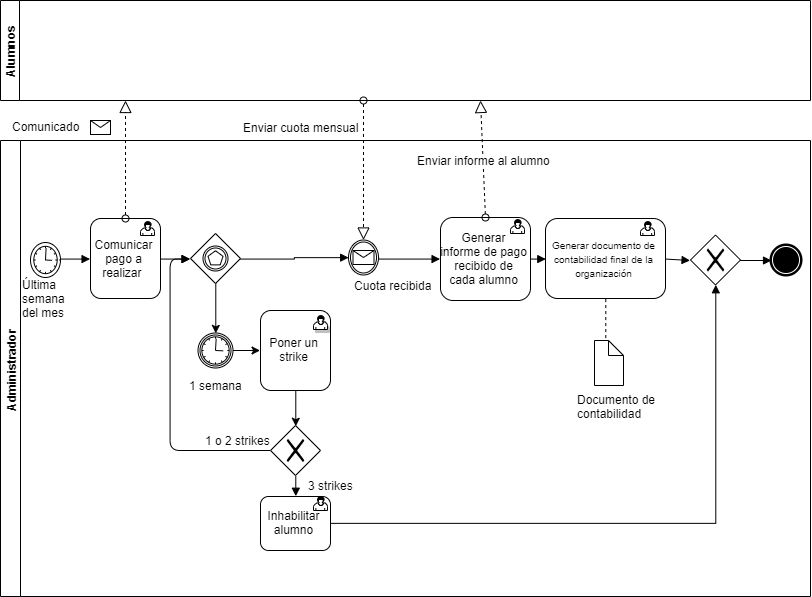 Alumnos
Comunicado
Enviar cuota mensual
Enviar informe al alumno
Administrador
Última
semana
del mes
Comunicar
pago a
realizar
Cuota recibida
Generar
informe de pago
recibido de
cada alumno
Generar documento de
contabilidad final de la
organización
1 semana
Poner un
strike
Documento de
contabilidad
1 o 2 strikes
3 strikes
Inhabilitar
alumno